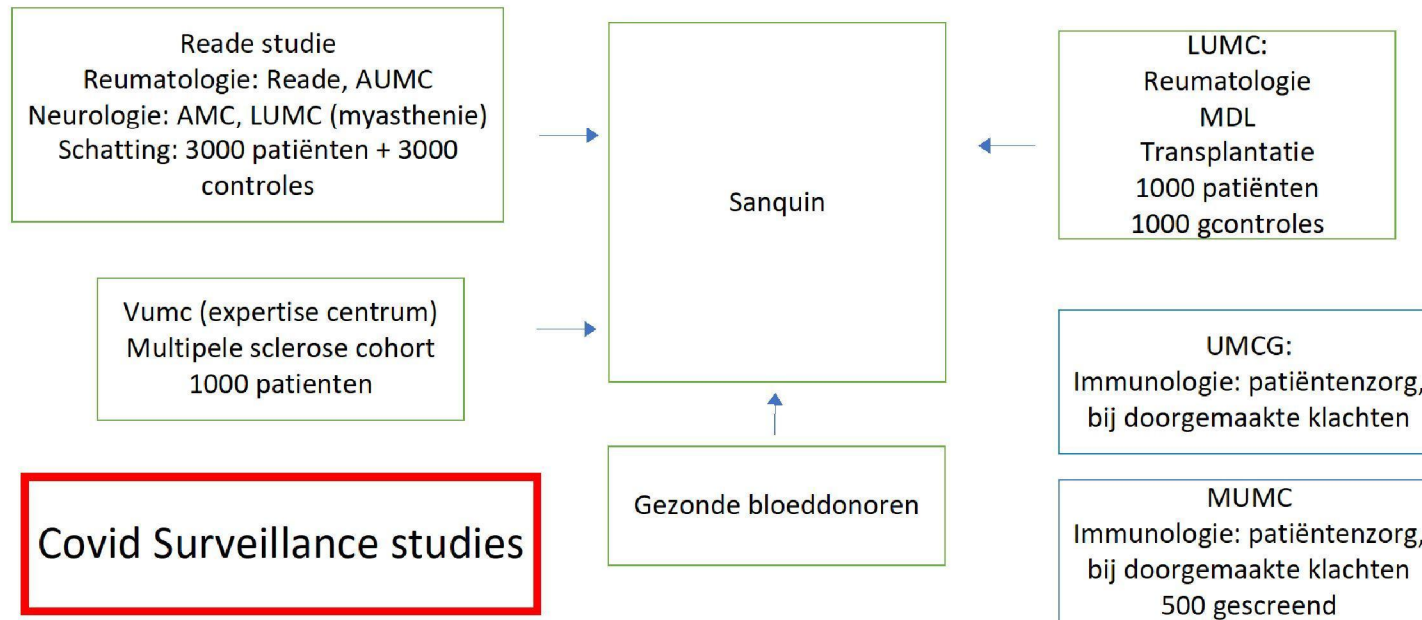 Reade studie
Reumatologie: Reade, AUMC
Neurologie: AMC, LUMC (myasthenie)
Schatting: 3000 patiënten + 3000
controles
Vumc (expertise centrum)
Multipele sclerose cohort
1000 patienten
Covid Surveillance studies
Sanquin
Gezonde bloeddonoren
LUMC:
Reumatologie
MDL
Transplantatie
1000 patiënten
1000 gcontroles
UMCG:
Immunologie: patiëntenzorg,
bij doorgemaakte klachten
MUMC
Immunologie: patiëntenzorg,
bij doorgemaakte klachten
500 gescreend